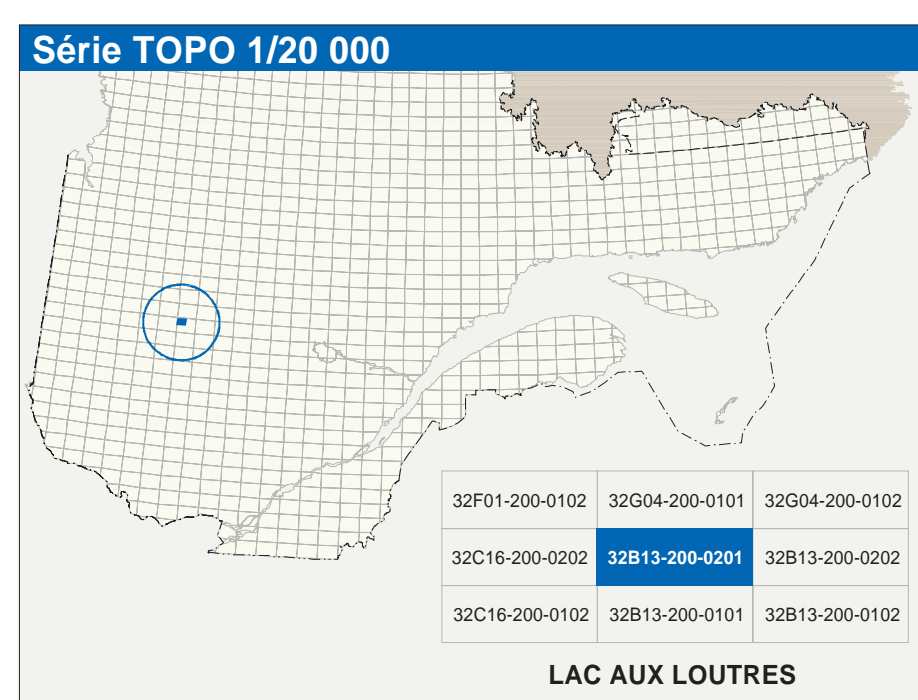 Série TOPO 1/20 000
32F01-200-0102 32G04-200-0101 32G04-200-0102
32C16-200-0202 32B13-200-0201 32B13-200-0202
32C16-200-0102 32B13-200-0101 32B13-200-0102
LAC AUX LOUTRES